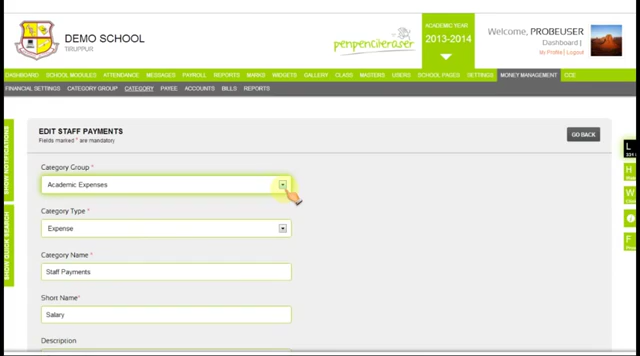 DEMO SCHOOL
TIRUPPUR
penpencileraser
ACADEMIC YEAR
2013-2014
Welcome, PROBEUSER
Dashboard |
My Profile | Logout
DASHBOARD SCHOOL MODULES ATTENDANCE MESSAGES PAYROLL REPORTS MARKS WIDGETS GALLERY CLASS MASTERS USERS SCHOOL PAGES SETTINGS MONEY MANAGEMENT CCE
FINANCIAL SETTINGS CATEGORY GROUP CATEGORY PAYEE ACCOUNTS BILLS REPORTS
SHOW NOTIFICATIONS
SHOW QUICK SEARCH
EDIT STAFF PAYMENTS
Fields marked * are mandatory
GO BACK
Category Group *
Academic Expenses
Category Type *
Expense
Category Name *
Staff Payments
Short Name*
Salary
Description
L
H
W
F